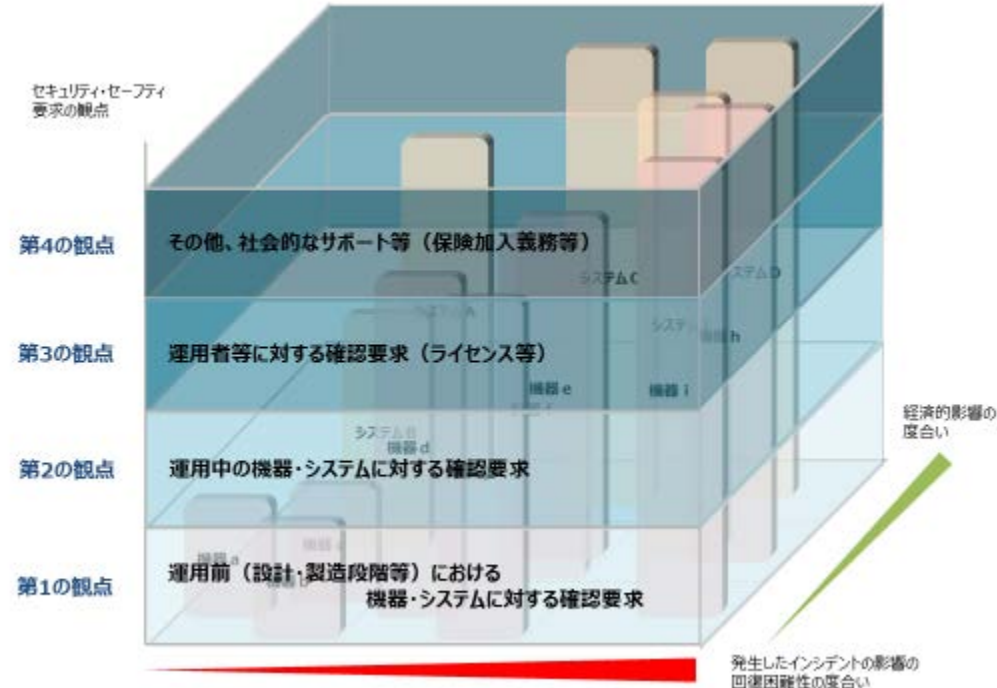 セキュリティ・セーフティ
要求の観点
第4の観点
その他、社会的なサポート等（保険加入義務等）
システムC
システムD
第3の観点
運用者等に対する確認要求（ライセンス等）
機器h
機器e
機器i
経済的影響の
度合い
システムB
機器d
第2の観点
運用中の機器・システムに対する確認要求
機器a
第1の観点
運用前（設計・製造段階等）における
機器・システムに対する確認要求
発生したインシデントの影響の
回復困難性の度合い